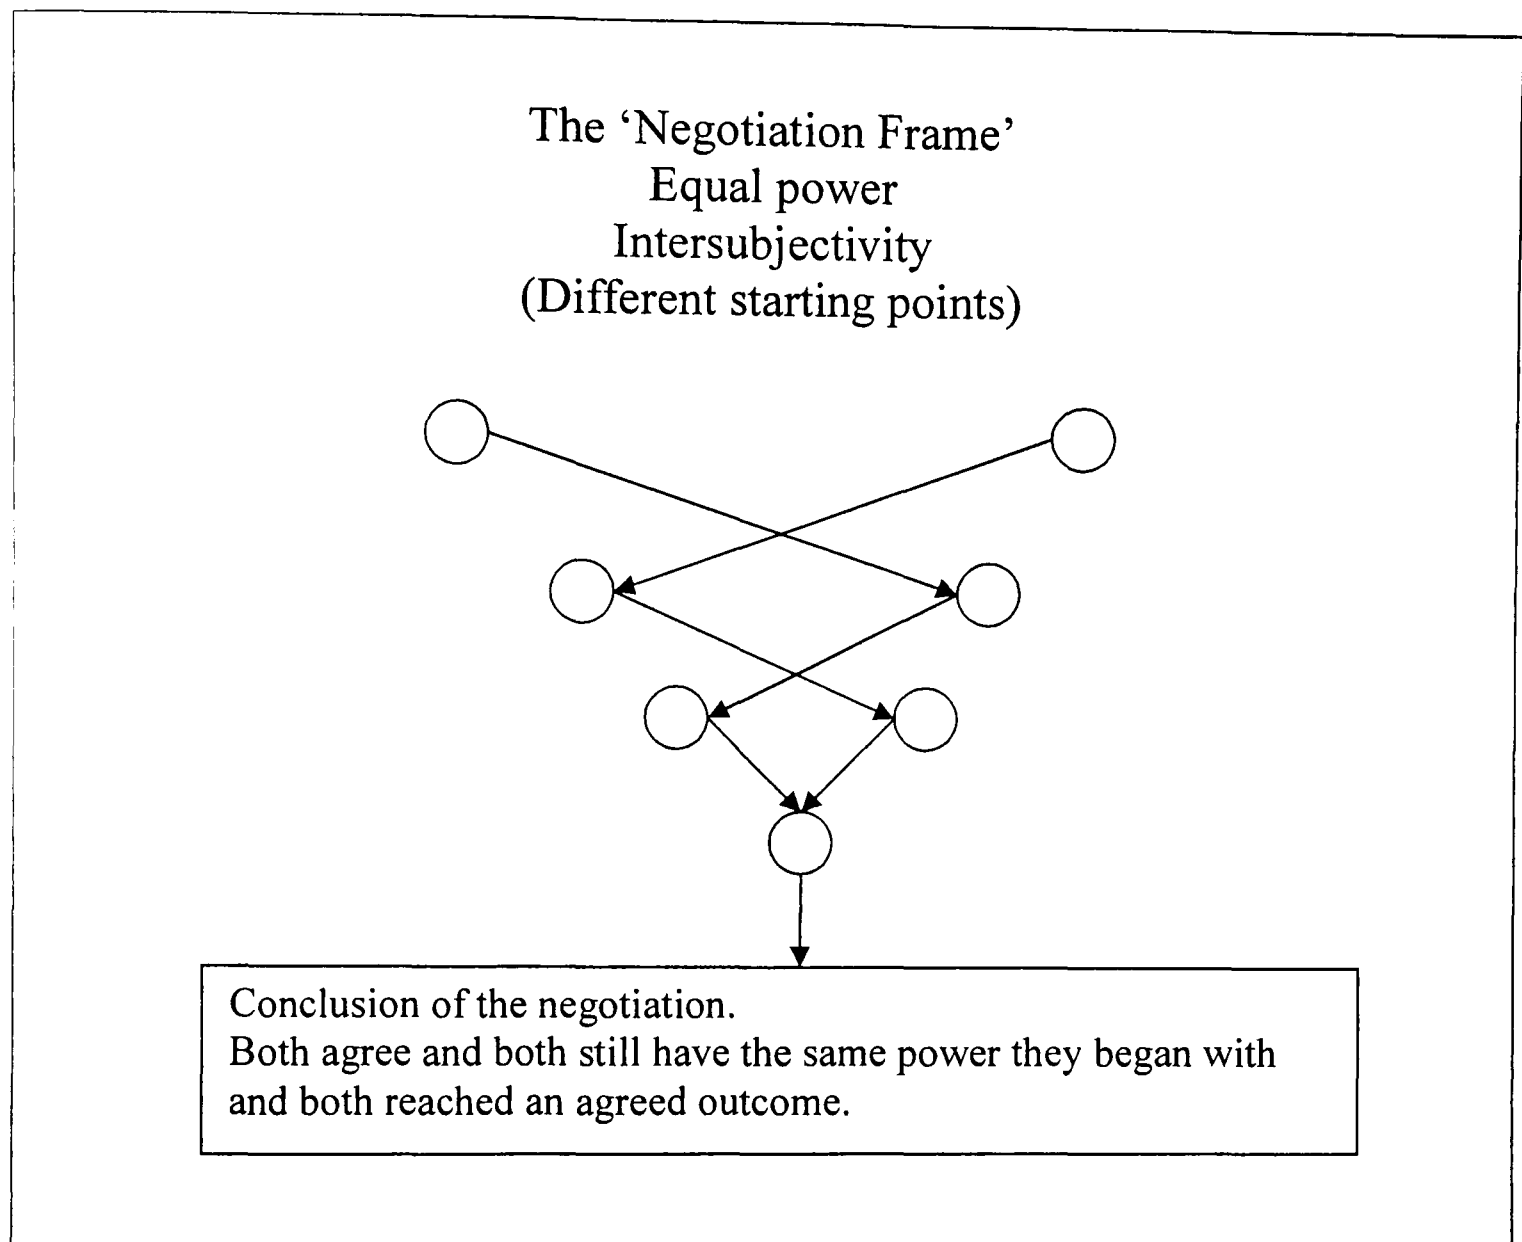 The ‘Negotiation Frame’
Equal power
Intersubjectivity
(Different starting points)
Conclusion of the negotiation.
Both agree and both still have the same power they began with
and both reached an agreed outcome.